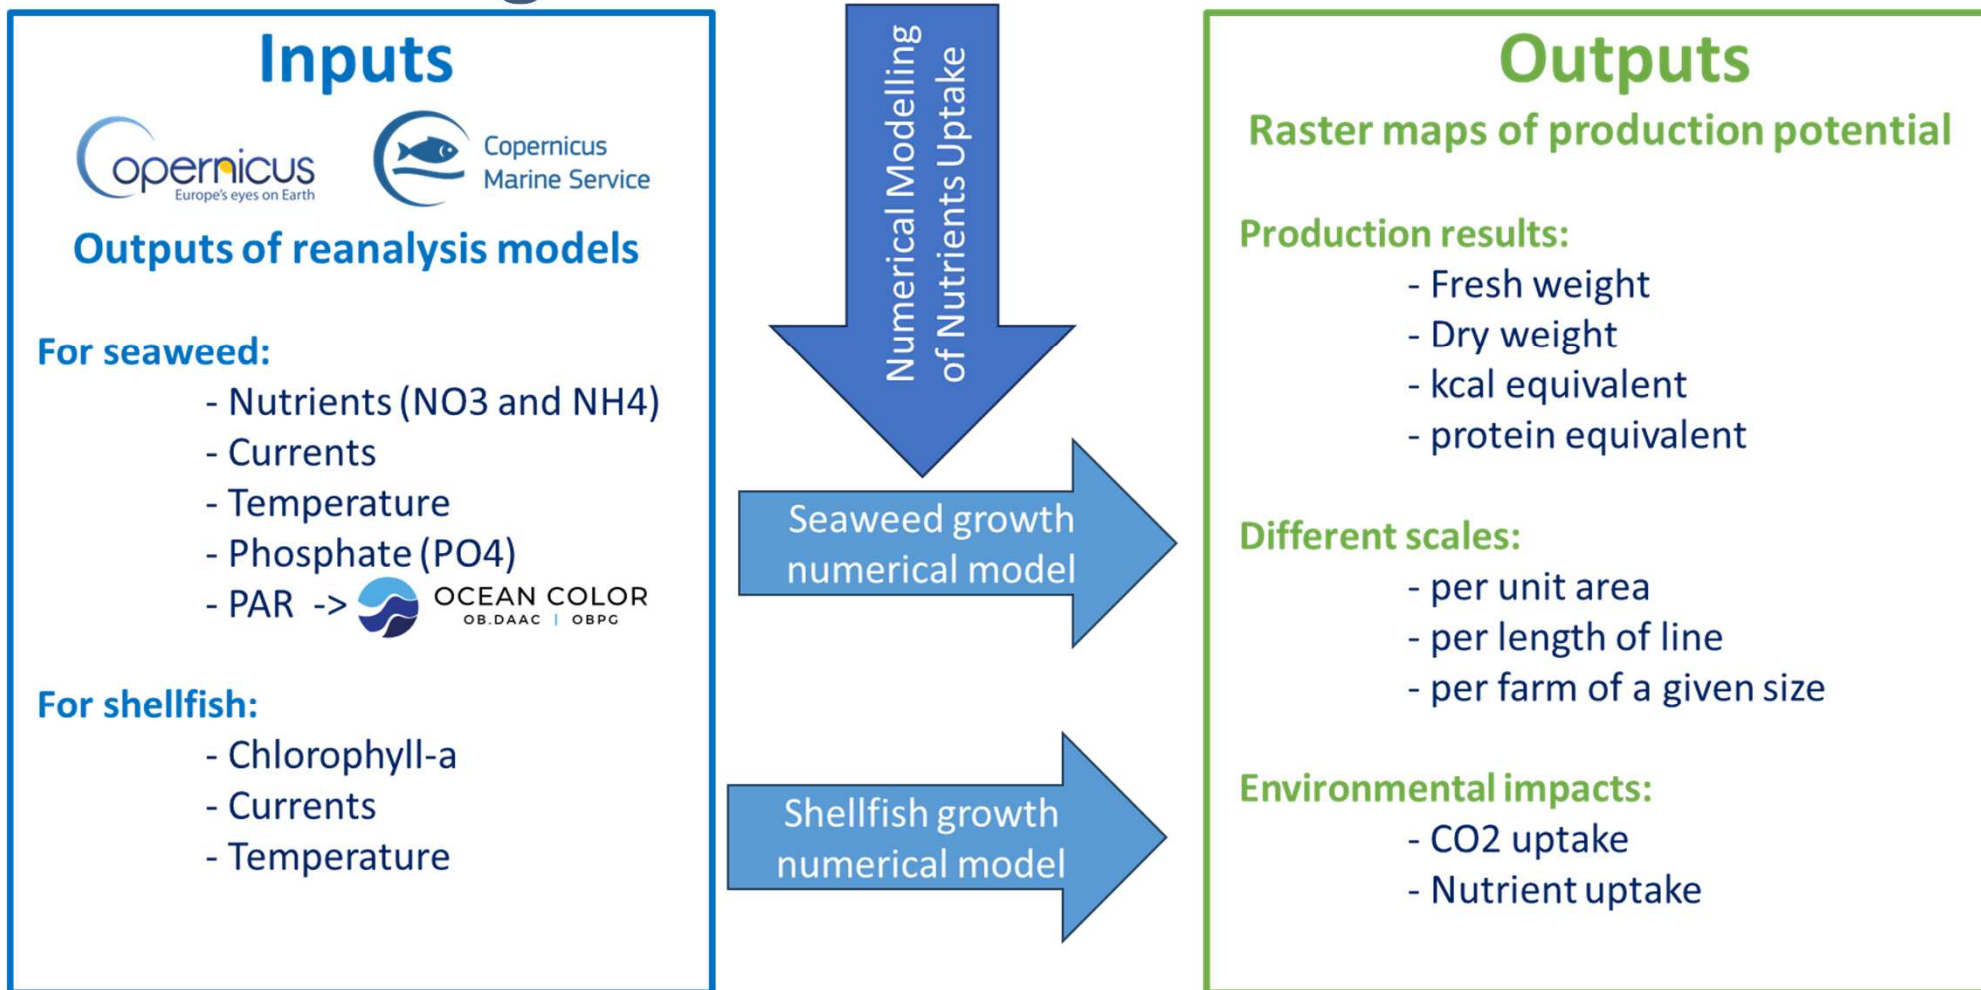 Inputs
Copernicus
Europe's eyes on Earth
Copernicus
Marine Service
Outputs of reanalysis models
For seaweed:
- Nutrients (NO3 and NH4)
- Currents
- Temperature
- Phosphate (PO4)
- PAR ->
OCEAN COLOR
OB.DAAC | OBPG
For shellfish:
- Chlorophyll-a
- Currents
- Temperature
Numerical Modelling
of Nutrients Uptake
Seaweed growth
numerical model
Shellfish growth
numerical model
Outputs
Raster maps of production potential
Production results:
- Fresh weight
- Dry weight
- kcal equivalent
- protein equivalent
Different scales:
- per unit area
- per length of line
- per farm of a given size
Environmental impacts:
- CO2 uptake
- Nutrient uptake